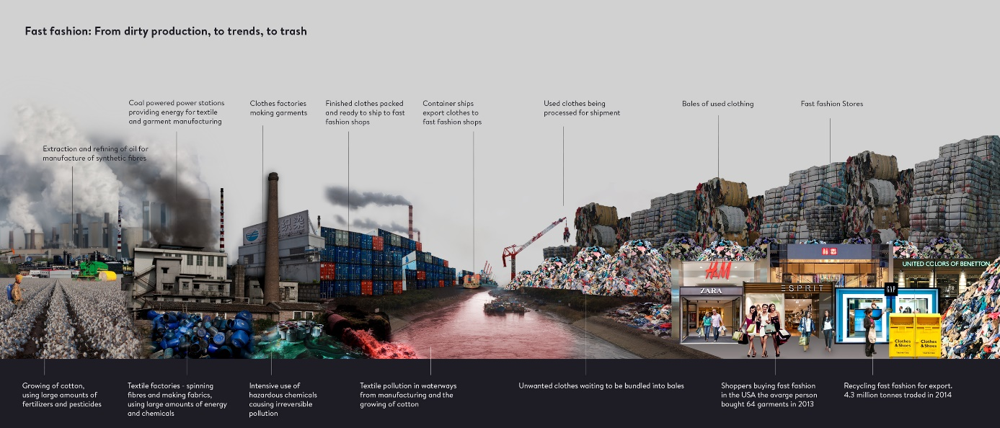 Fast fashion: From dirty production, to trends, to trash
Extraction and refining of oil for
manufacture of synthetic fibres
Coal powered power stations
providing energy for textile
and garment manufacturing
Clothes factories
making garments
Finished clothes packed
and ready to ship to fast
fashion shops
Container ships
export clothes to
fast fashion shops
Used clothes being
processed for shipment
Bales of used clothing
Fast fashion Stores
织染
H&M
ZARA
ESPRIT
GAP
UNITED COLORS OF BENETTON
Clothes
& Shoes
Clothes
& Shoes
Growing of cotton,
using large amounts of
fertilizers and pesticides
Textile factories - spinning
fibres and making fabrics,
using large amounts of energy
and chemicals
Intensive use of
hazardous chemicals
causing irreversible
pollution
Textile pollution in waterways
from manufacturing and the
growing of cotton
Unwanted clothes waiting to be bundled into bales
Shoppers buying fast fashion
in the USA the avarge person
bought 64 garments in 2013
Recycling fast fashion for export.
4.3 million tonnes traded in 2014